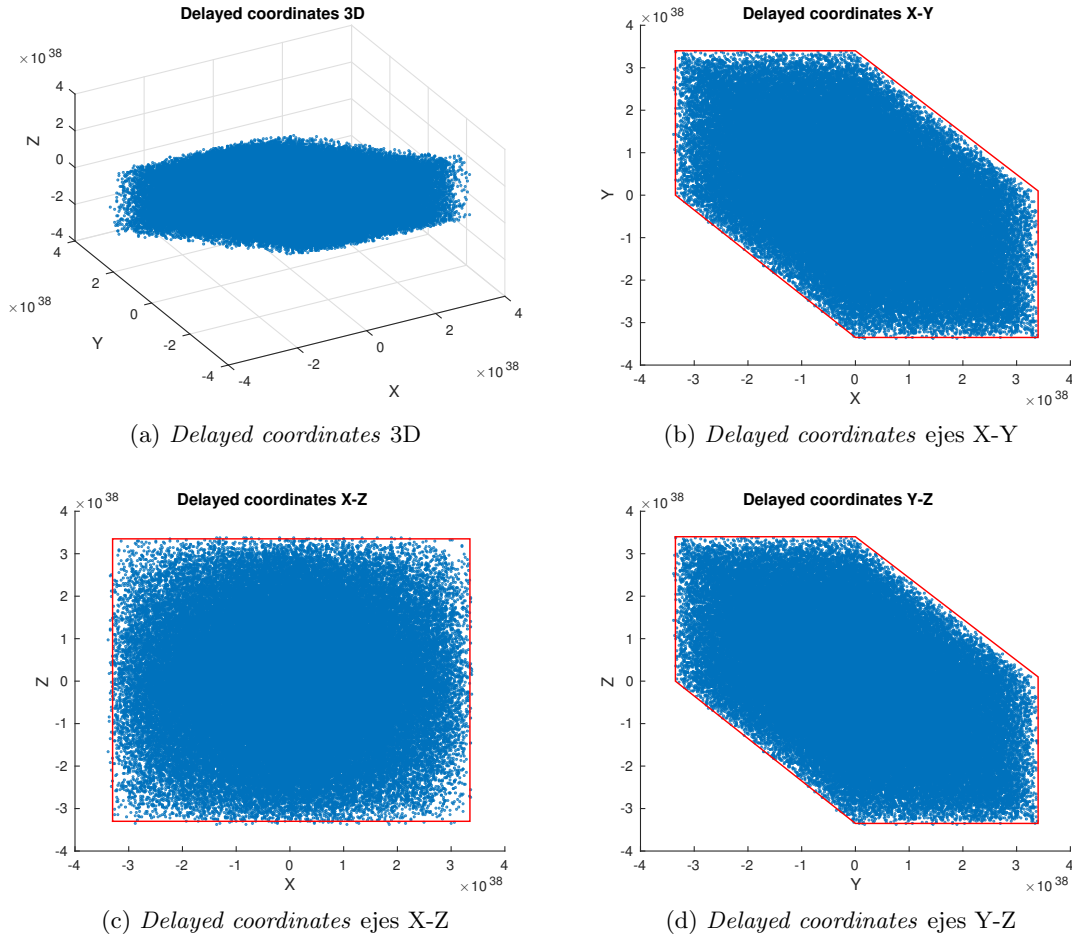 Delayed coordinates 3D
×10 38
4
2
0
-2
-4
Z
4
2
0
-2
-4
×10 38
Y
-4
-2
0
2
4
×10 38
X
(a) Delayed coordinates 3D
Delayed coordinates X-Y
×10 38
4
3
2
1
0
-1
-2
-3
-4
Y
-4 -3 -2 -1 0 1 2 3 4
X
×10 38
(b) Delayed coordinates ejes X-Y
Delayed coordinates X-Z
×10 38
4
3
2
1
0
-1
-2
-3
-4
Z
-4 -3 -2 -1 0 1 2 3 4
X
×10 38
(c) Delayed coordinates ejes X-Z
Delayed coordinates Y-Z
×10 38
4
3
2
1
0
-1
-2
-3
-4
Z
-4 -3 -2 -1 0 1 2 3 4
Y
×10 38
(d) Delayed coordinates ejes Y-Z